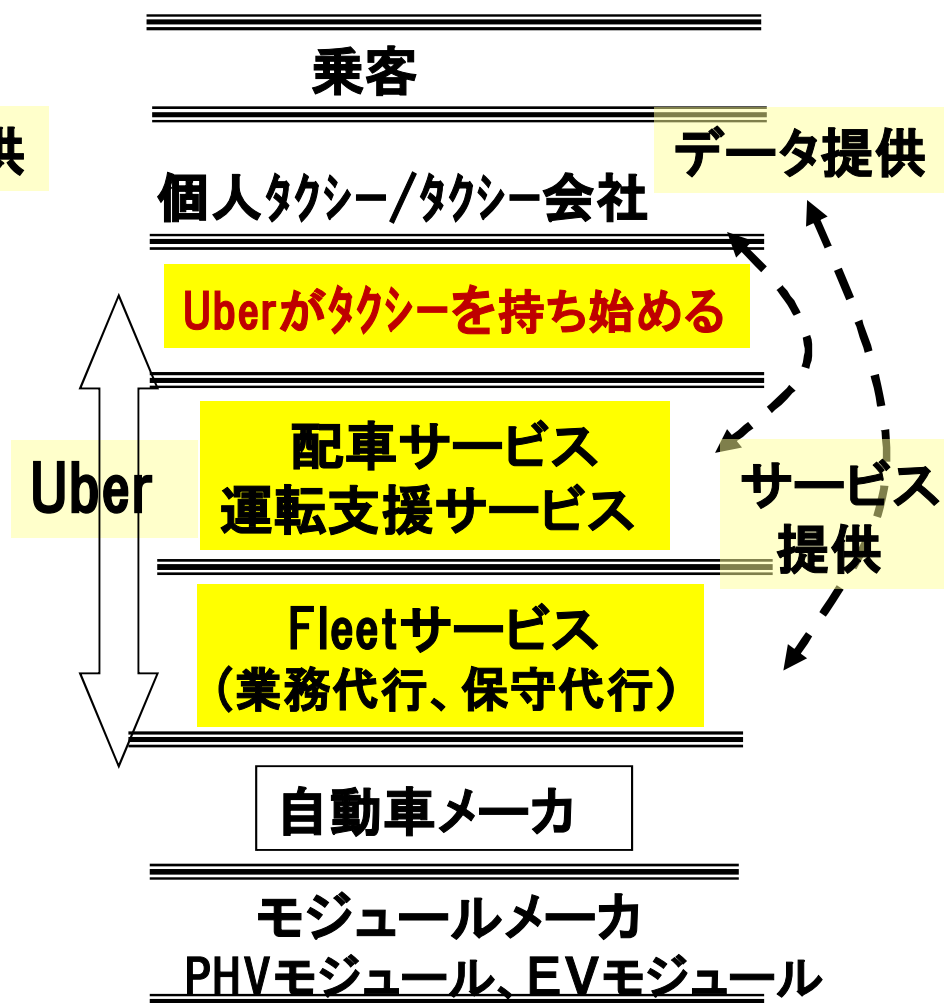 乗客
供
データ提供
個人ﾀｸｼｰ/ﾀｸｼｰ会社
Uberがﾀｸｼｰを持ち始める
配車サービス
Uber
運転支援サービス
サービス
提供
Fleetサービス
(業務代行、保守代行)
自動車メーカ
モジュールメーカ
PHVモジュール、EVモジュール